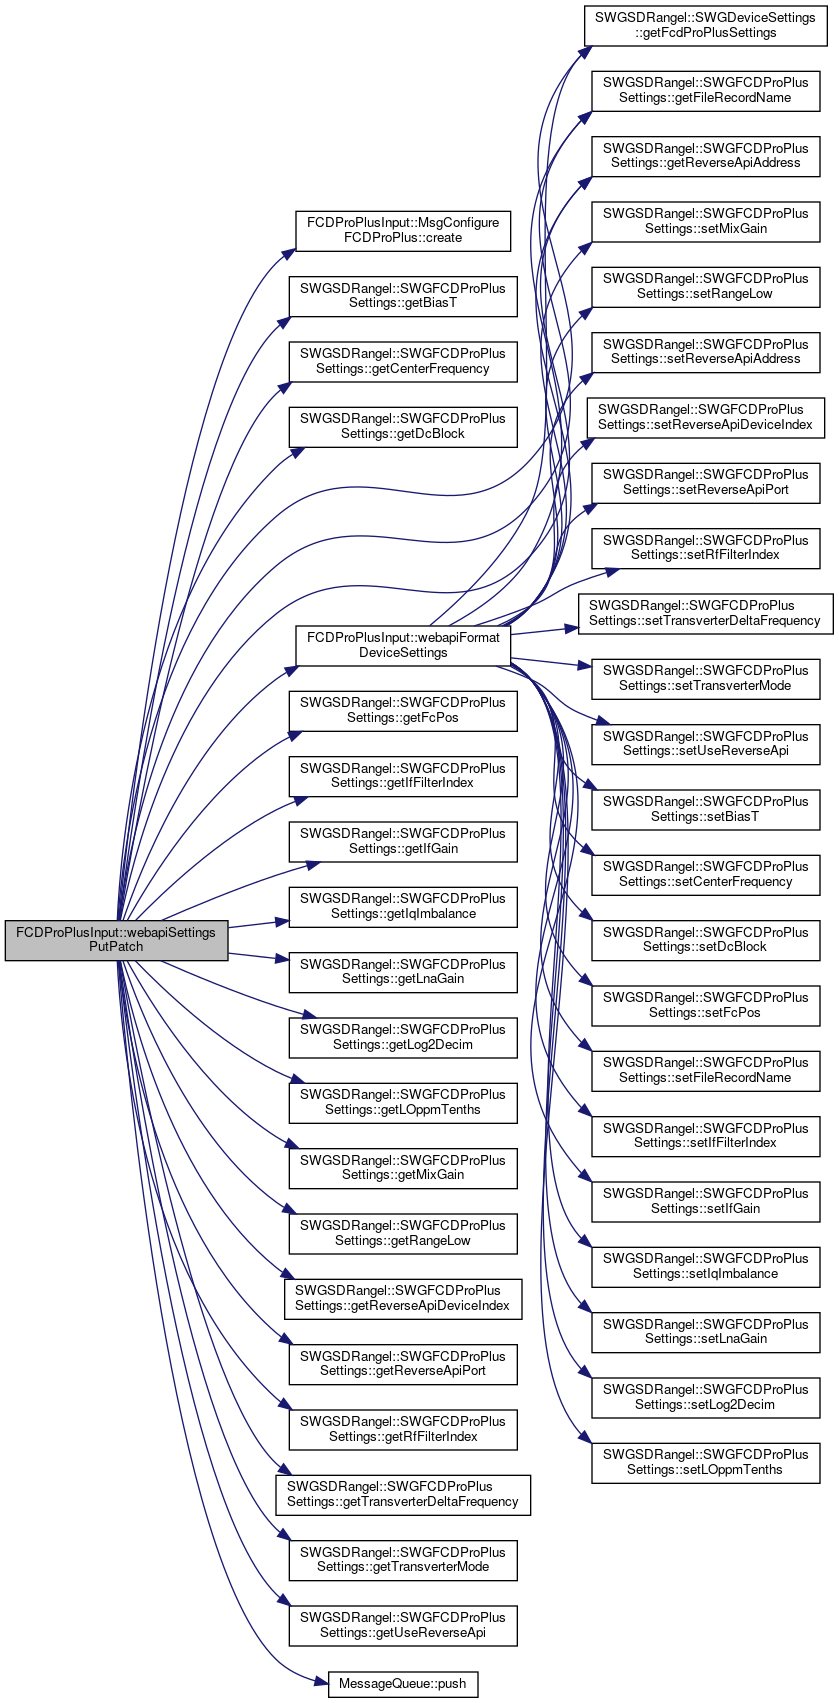 FCDProPlusInput::webapiSettings
PutPatch
FCDProPlusInput::MsgConfigure
FCDProPlus::create
SWGSDRangel::SWGFCDProPlus
Settings::getBiasT
SWGSDRangel::SWGFCDProPlus
Settings::getCenterFrequency
SWGSDRangel::SWGFCDProPlus
Settings::getDcBlock
FCDProPlusInput::webapiFormat
DeviceSettings
SWGSDRangel::SWGFCDProPlus
Settings::getFcPos
SWGSDRangel::SWGFCDProPlus
Settings::getIfFilterIndex
SWGSDRangel::SWGFCDProPlus
Settings::getIfGain
SWGSDRangel::SWGFCDProPlus
Settings::getIqImbalance
SWGSDRangel::SWGFCDProPlus
Settings::getLnaGain
SWGSDRangel::SWGFCDProPlus
Settings::getLog2Decim
SWGSDRangel::SWGFCDProPlus
Settings::getLOppmTenths
SWGSDRangel::SWGFCDProPlus
Settings::getMixGain
SWGSDRangel::SWGFCDProPlus
Settings::getRangeLow
SWGSDRangel::SWGFCDProPlus
Settings::getReverseApiDeviceIndex
SWGSDRangel::SWGFCDProPlus
Settings::getReverseApiPort
SWGSDRangel::SWGFCDProPlus
Settings::getRfFilterIndex
SWGSDRangel::SWGFCDProPlus
Settings::getTransverterDeltaFrequency
SWGSDRangel::SWGFCDProPlus
Settings::getTransverterMode
SWGSDRangel::SWGFCDProPlus
Settings::getUseReverseApi
MessageQueue::push
SWGSDRangel::SWGDeviceSettings
::getFcdProPlusSettings
SWGSDRangel::SWGFCDProPlus
Settings::getFileRecordName
SWGSDRangel::SWGFCDProPlus
Settings::getReverseApiAddress
SWGSDRangel::SWGFCDProPlus
Settings::setMixGain
SWGSDRangel::SWGFCDProPlus
Settings::setRangeLow
SWGSDRangel::SWGFCDProPlus
Settings::setReverseApiAddress
SWGSDRangel::SWGFCDProPlus
Settings::setReverseApiDeviceIndex
SWGSDRangel::SWGFCDProPlus
Settings::setReverseApiPort
SWGSDRangel::SWGFCDProPlus
Settings::setRfFilterIndex
SWGSDRangel::SWGFCDProPlus
Settings::setTransverterDeltaFrequency
SWGSDRangel::SWGFCDProPlus
Settings::setTransverterMode
SWGSDRangel::SWGFCDProPlus
Settings::setUseReverseApi
SWGSDRangel::SWGFCDProPlus
Settings::setBiasT
SWGSDRangel::SWGFCDProPlus
Settings::setCenterFrequency
SWGSDRangel::SWGFCDProPlus
Settings::setDcBlock
SWGSDRangel::SWGFCDProPlus
Settings::setFcPos
SWGSDRangel::SWGFCDProPlus
Settings::setFileRecordName
SWGSDRangel::SWGFCDProPlus
Settings::setIfFilterIndex
SWGSDRangel::SWGFCDProPlus
Settings::setIfGain
SWGSDRangel::SWGFCDProPlus
Settings::setIqImbalance
SWGSDRangel::SWGFCDProPlus
Settings::setLnaGain
SWGSDRangel::SWGFCDProPlus
Settings::setLog2Decim
SWGSDRangel::SWGFCDProPlus
Settings::setLOppmTenths